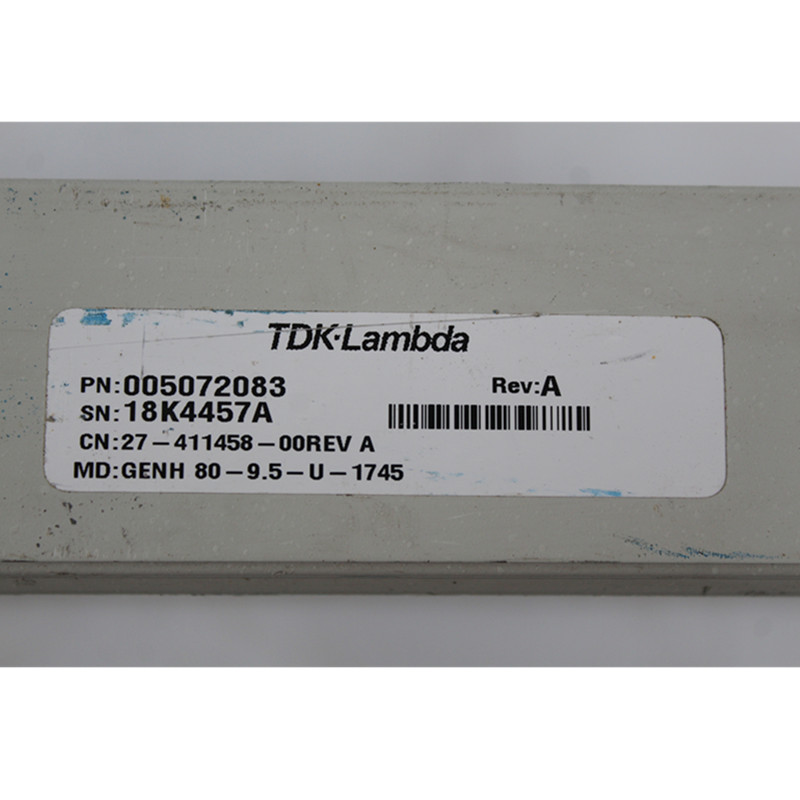 TDK·Lambda
PN:005072083 Rev:A
SN:18K4457A
CN:27-411458-00REV A
MD:GENH 80-9.5-U-1745